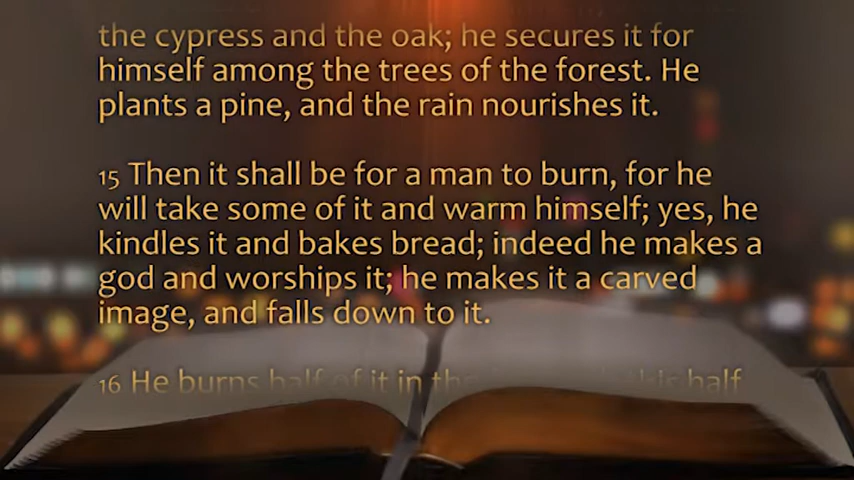 the cypress and the oak; he secures it for
himself among the trees of the forest. He
plants a pine, and the rain nourishes it.
15 Then it shall be for a man to burn, for he
will take some of it and warm himself; yes, he
kindles it and bakes bread; indeed he makes a
god and worships it; he makes it a carved
image, and falls down to it.
16 He burns half of it in the this half